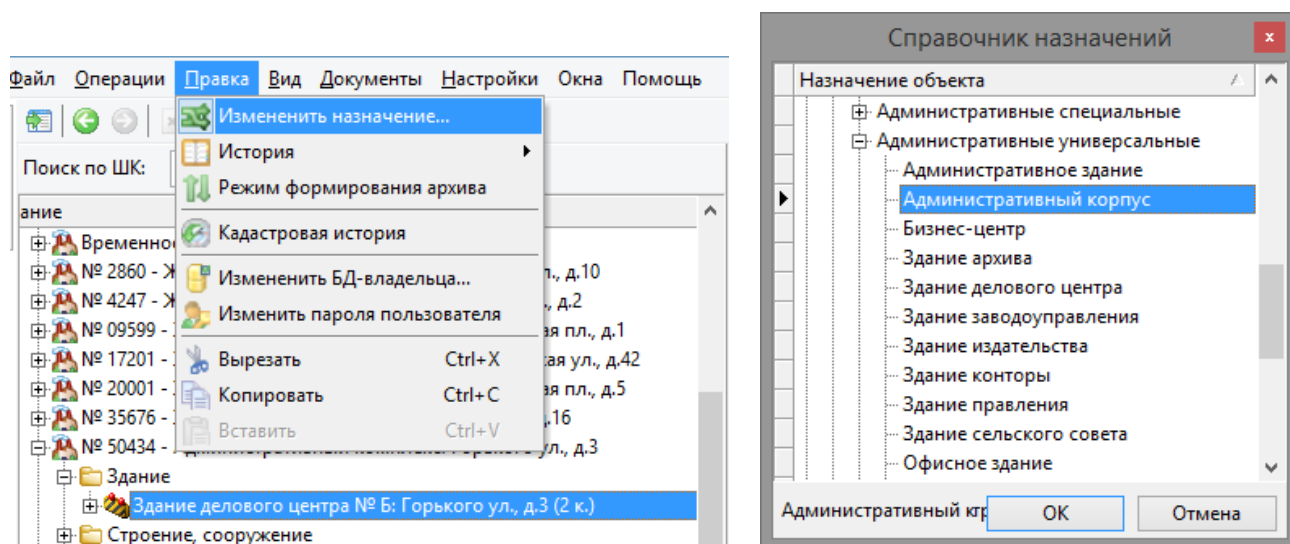 Файл Операции Правка Вид Документы Настройки Окна Помощь
Измененить назначение...
Поиск по ШК:
История
Режим формирования архива
ание
Кадастровая история
Временно
№ 2860 - Ж л., д.10
Измененить БД-владельца...
№ 4247 - Ж , д.2
Изменить пароля пользователя
№ 09599 - ая пл., д.1
№ 17201 - кая ул., д.42
Вырезать Ctrl+X
№ 20001 - ая пл., д.5
Копировать Ctrl+C
№ 35676 - д.16
Вставить Ctrl+V
№ 50434 - Административный комплекс: Горького ул., д.3
Здание
Здание делового центра № Б: Горького ул., д.3 (2 к.)
Строение, сооружение
Справочник назначений
x
Назначение объекта
Административные специальные
Административные универсальные
Административное здание
Административный корпус
Бизнес-центр
Здание архива
Здание делового центра
Здание заводоуправления
Здание издательства
Здание конторы
Здание правления
Здание сельского совета
Офисное здание
Административный
OK Отмена